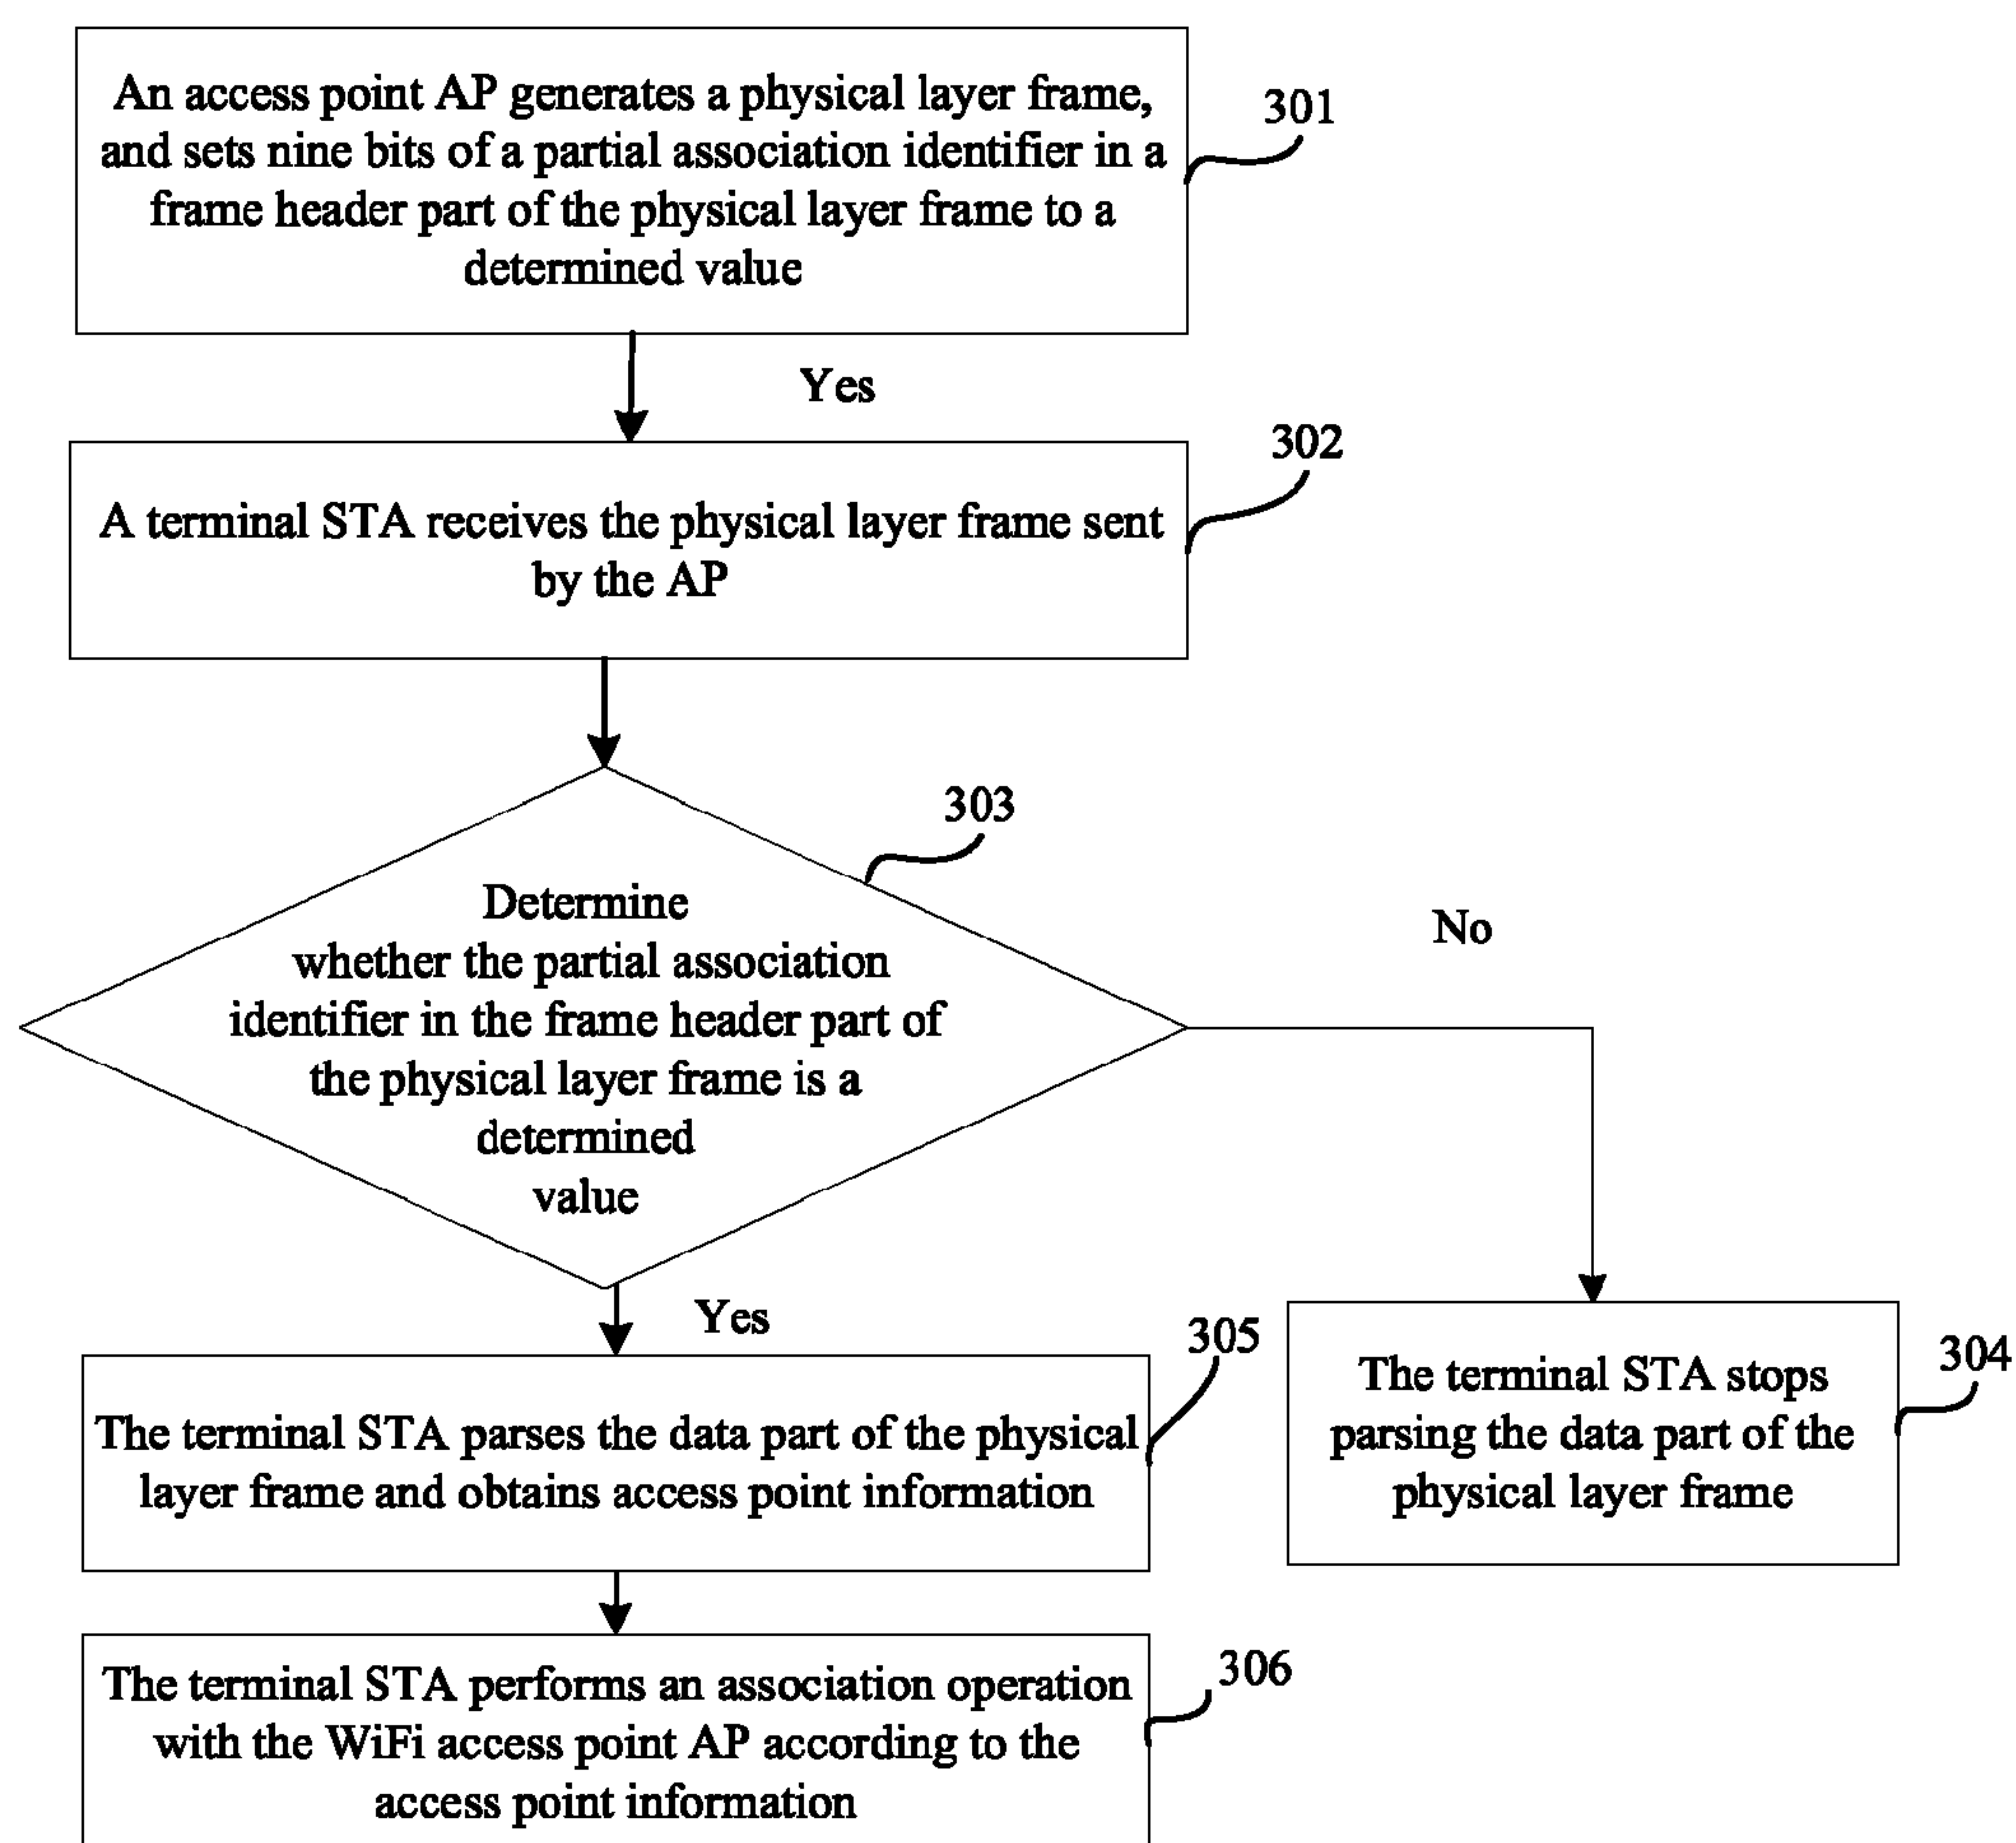 An access point AP generates a physical layer frame,
and sets nine bits of a partial association identifier in a
frame header part of the physical layer frame to a
determined value
301
Yes
302
A terminal STA receives the physical layer frame sent
by the AP
303
Determine
whether the partial association
identifier in the frame header part of
the physical layer frame is a
determined
value
No
Yes
305
The terminal STA parses the data part of the physical
layer frame and obtains access point information
304
The terminal STA stops
parsing the data part of the
physical layer frame
306
The terminal STA performs an association operation
with the WiFi access point AP according to the
access point information